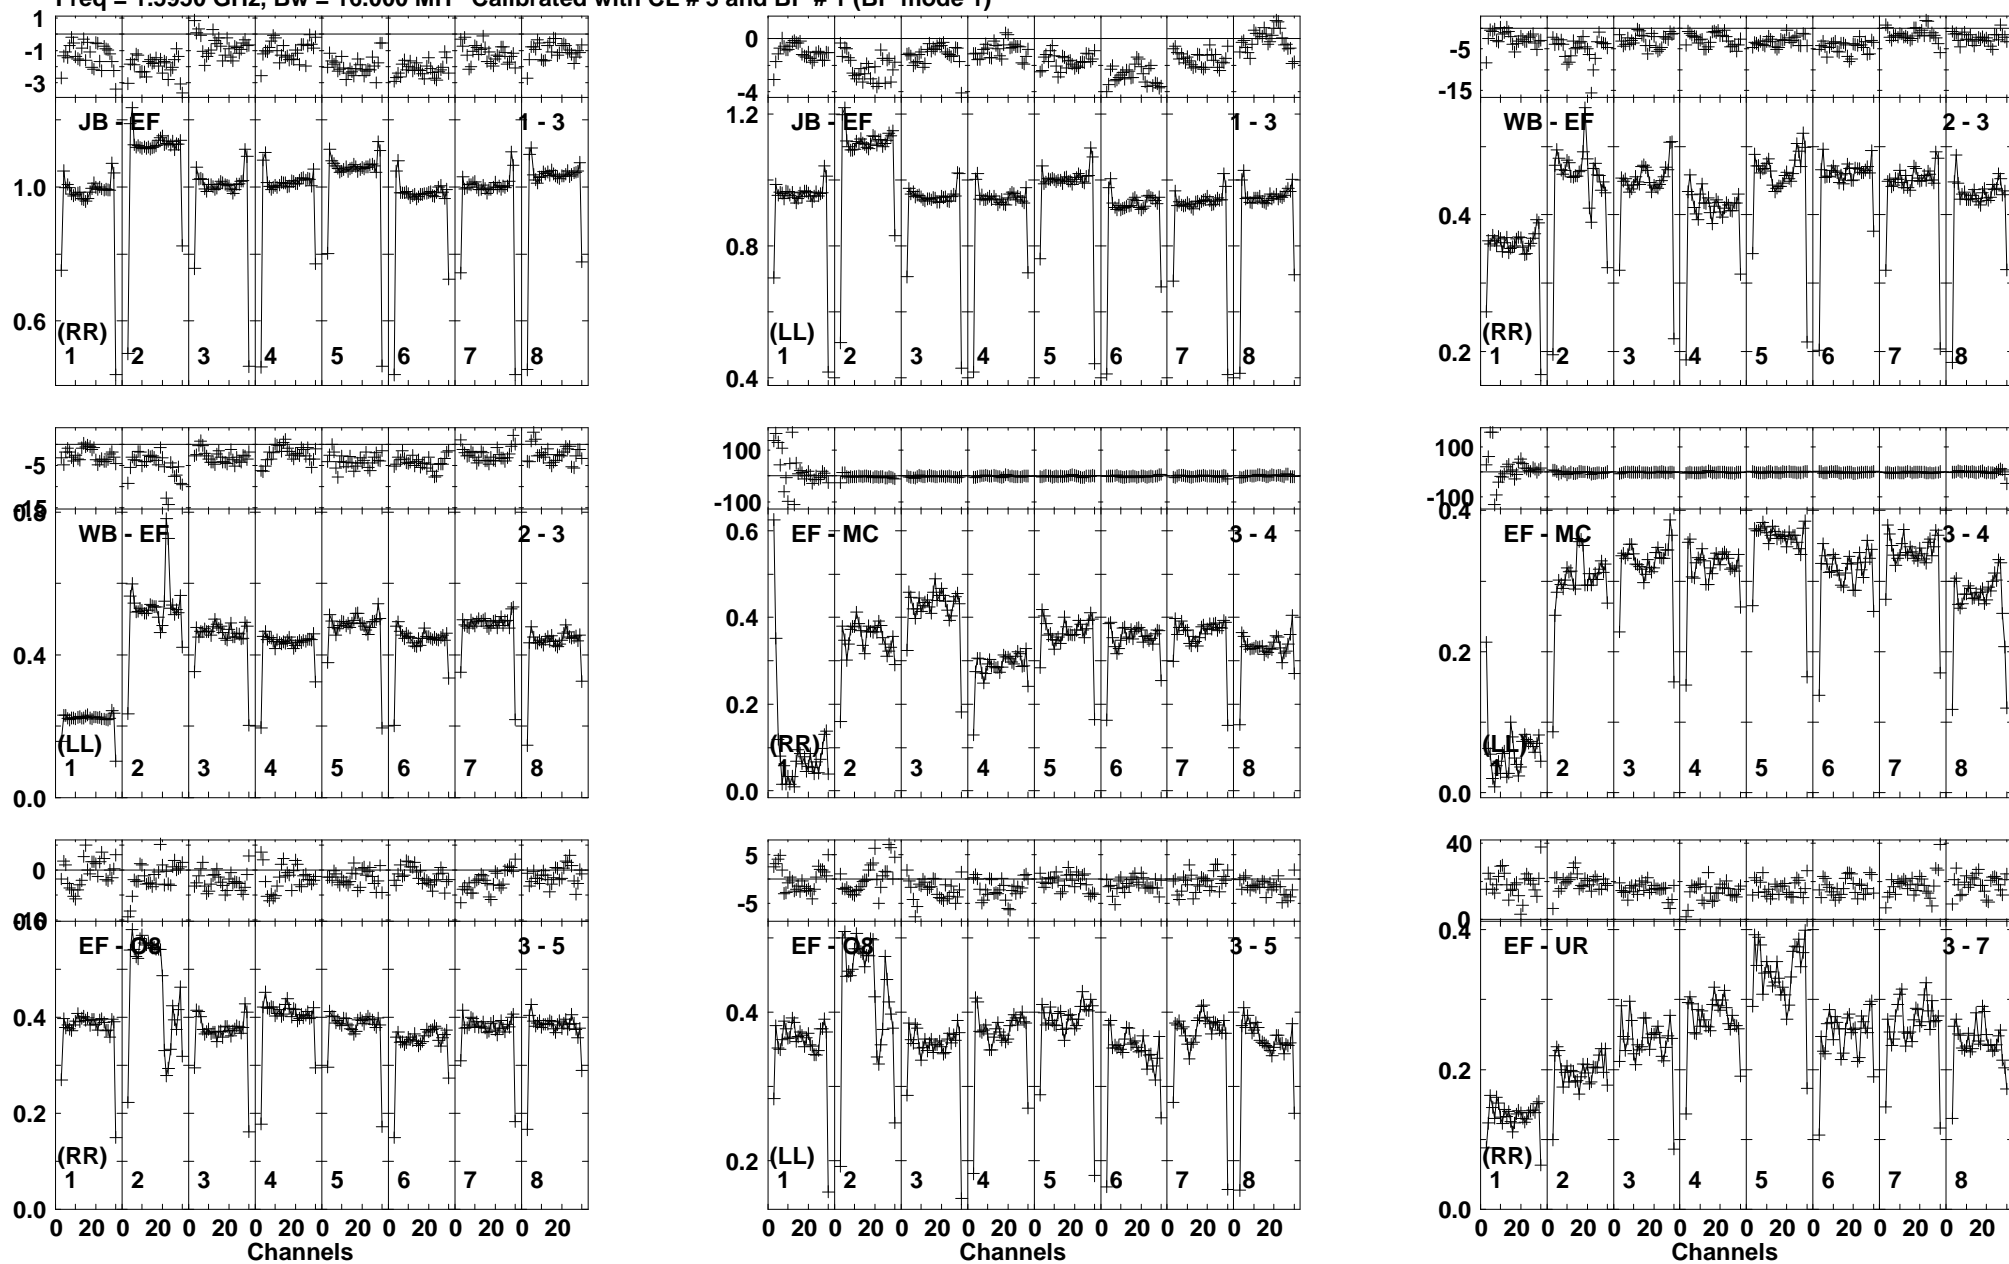 Freq = 1.5950 GHz, Bw = 16.000 MH Calibrated with CL # 3 and BP # 1 (BP mode 1)
1 0 -5
-1
-3 -4 -15
JB - EF 1 - 3 1.2 JB - EF 1 - 3 WB - EF 2 - 3
1.0 1.0 0.4
0.8
0.6
(RR) (LL) (RR)
1 2 3 4 5 6 7 8 1 2 3 4 5 6 7 8 0.2 1 2 3 4 5 6 7 8
0.4
-5 100 100
-15 -100 -100
0.8 WB - EF 2 - 3 0.6 EF - MC 3 - 4 0.4 EF - MC 3 - 4
0.4 0.4 0.2
0.2
(LL) (RR) (LL)
1 2 3 4 5 6 7 8 1 2 3 4 5 6 7 8 1 2 3 4 5 6 7 8
0.0 0.0 0.0
0 5 40
-5 0
EF - O8 3 - 5 EF - O8 3 - 5 0.4 EF - UR 3 - 7
0.4 0.4
0.2 0.2 0.2
(RR) (LL) (RR)
1 2 3 4 5 6 7 8 1 2 3 4 5 6 7 8 1 2 3 4 5 6 7 8
0.0 0.0
0 20 0 20 0 20 0 20 0 20 0 20 0 20 0 20 0 20 0 20 0 20 0 20 0 20 0 20 0 20 0 20 0 20 0 20 0 20 0 20 0 20 0 20 0 20 0 20
Channels Channels Channels